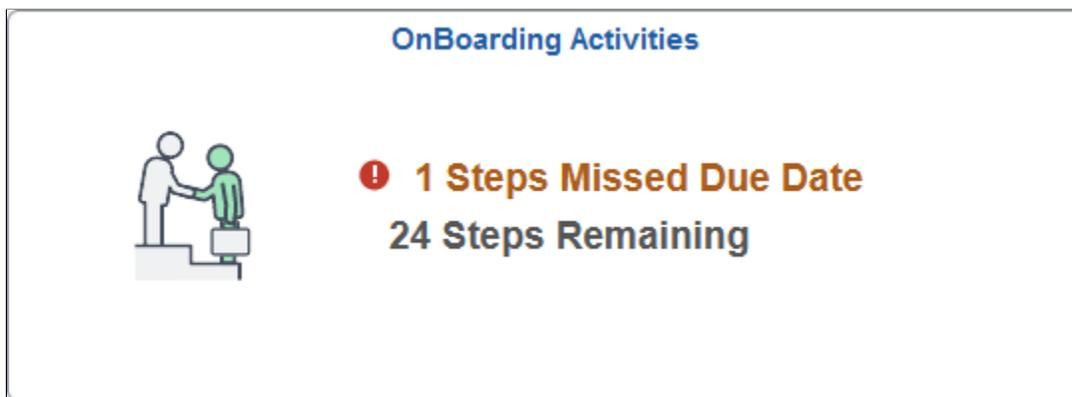 OnBoarding Activities
1 Steps Missed Due Date
24 Steps Remaining